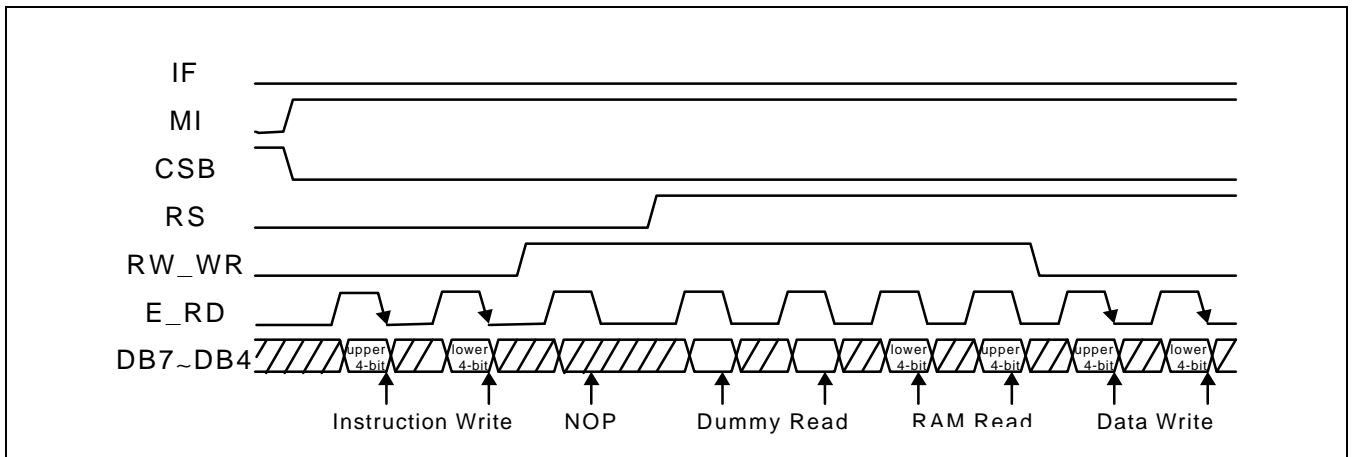 IF
MI
CSB
RS
RW_WR
E_RD
DB7~DB4
upper 4-bit
lower 4-bit
lower 4-bit
upper 4-bit
upper 4-bit
lower 4-bit
Instruction Write
NOP
Dummy Read
RAM Read
Data Write